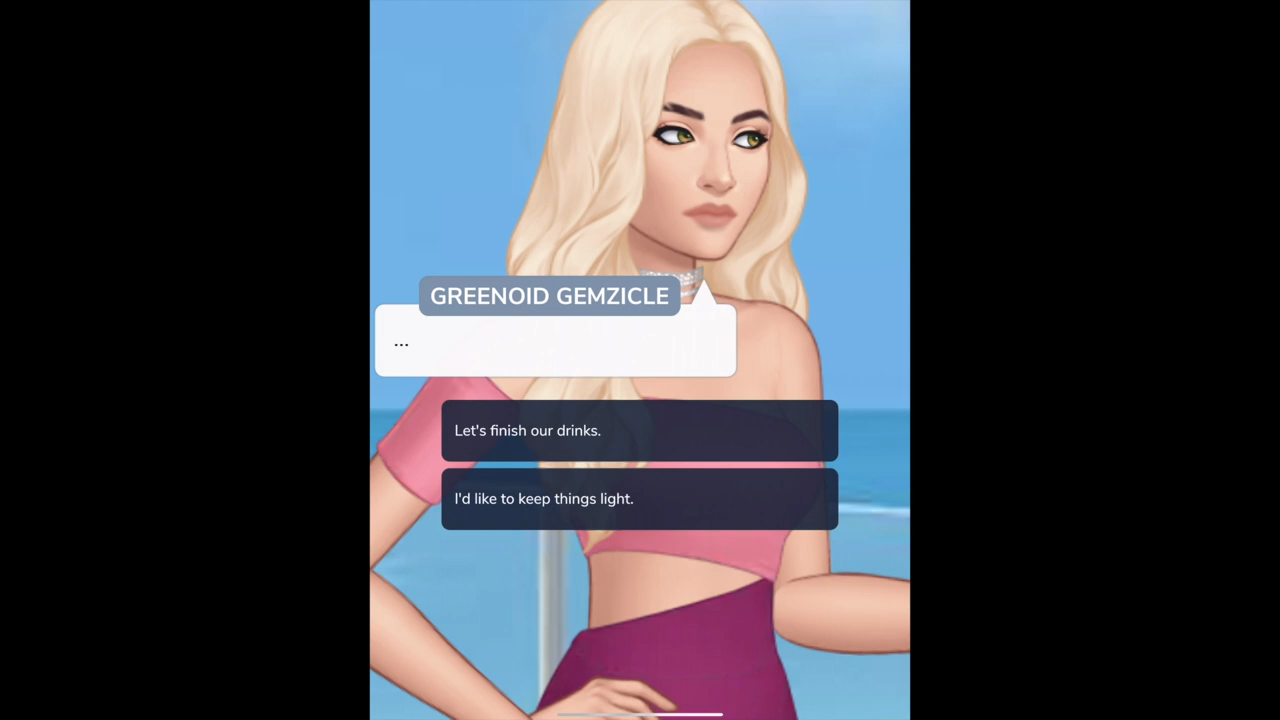 GREENOID GEMZICLE
...
Let's finish our drinks.
I'd like to keep things light.